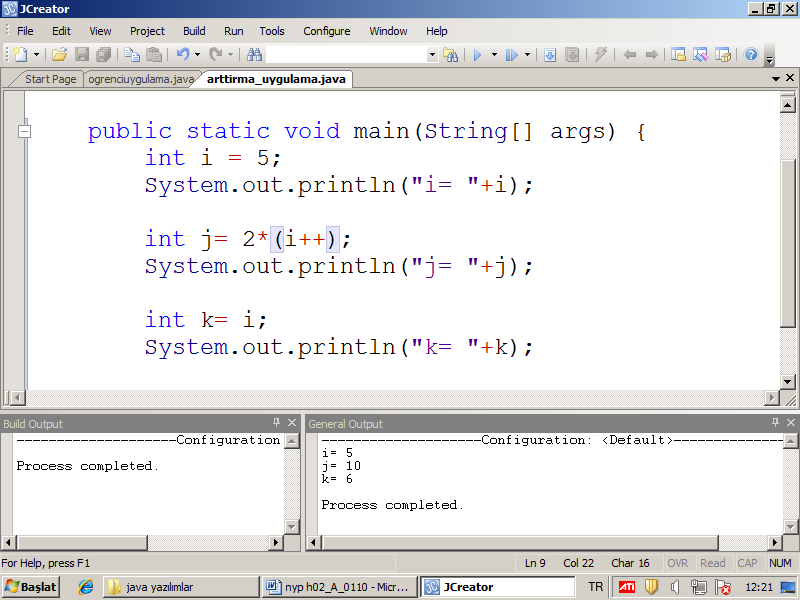 JCreator
File Edit View Project Build Run Tools Configure Window Help
Start Page ogrenciuygulama.java arttirma_uygulama.java
public static void main(String[] args) {
int i = 5;
System.out.println("i= "+i);
int j= 2*(i++);
System.out.println("j= "+j);
int k= i;
System.out.println("k= "+k);
Build Output
--------------------Configuration
Process completed.
General Output
--------------------Configuration: <Default>--------------
i= 5
j= 10
k= 6
Process completed.
For Help, press F1 Ln 9 Col 22 Char 16 OVR Read CAP NUM
Başlat java yazılımlar nyp h02_A_0110 - Micr... JCreator TR ATI 12:21